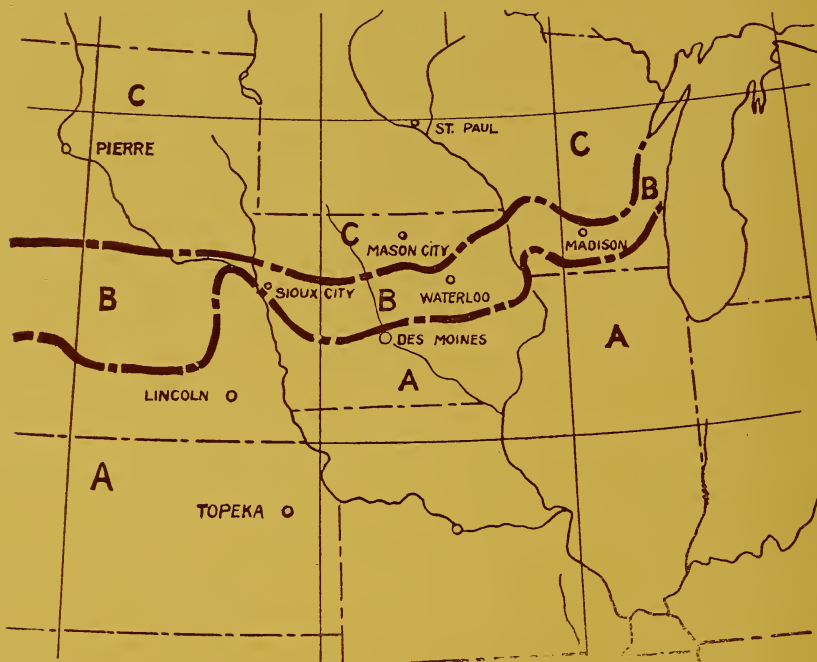 C
ST. PAUL
PIERRE
C
B
C
MASON CITY
MADISON
SIOUX CITY
B
B
WATERLOO
DES MOINES
A
A
LINCOLN
A
TOPEKA